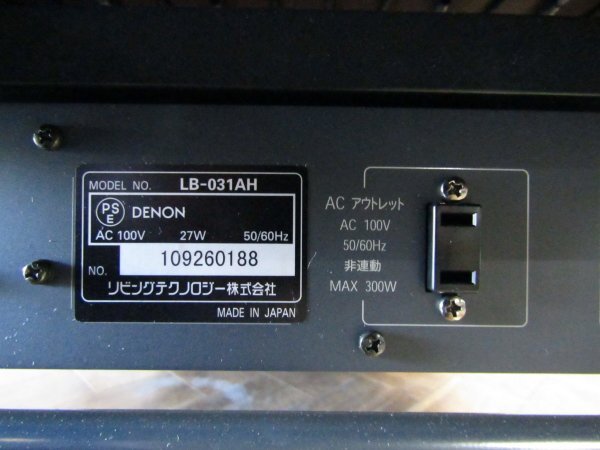 MODEL NO. LB-031AH
PS
E
DENON
AC 100V 27W 50/60Hz
NO. 109260188
リビングテクノロジー株式会社
MADE IN JAPAN
AC アウトレット
AC 100V
50/60Hz
非連動
MAX 300W